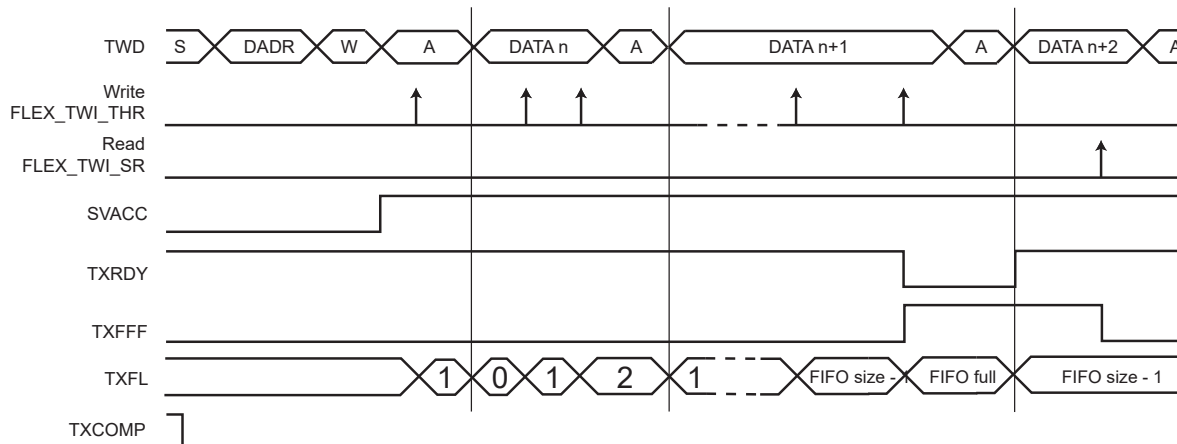 TWD S DADR W A DATA n A DATA n+1 A DATA n+2 A
Write
FLEX_TWI_THR
Read
FLEX_TWI_SR
SVACC
TXRDY
TXFFF
TXFL 1 0 1 2 1 FIFO size - 1 FIFO full FIFO size - 1
TXCOMP